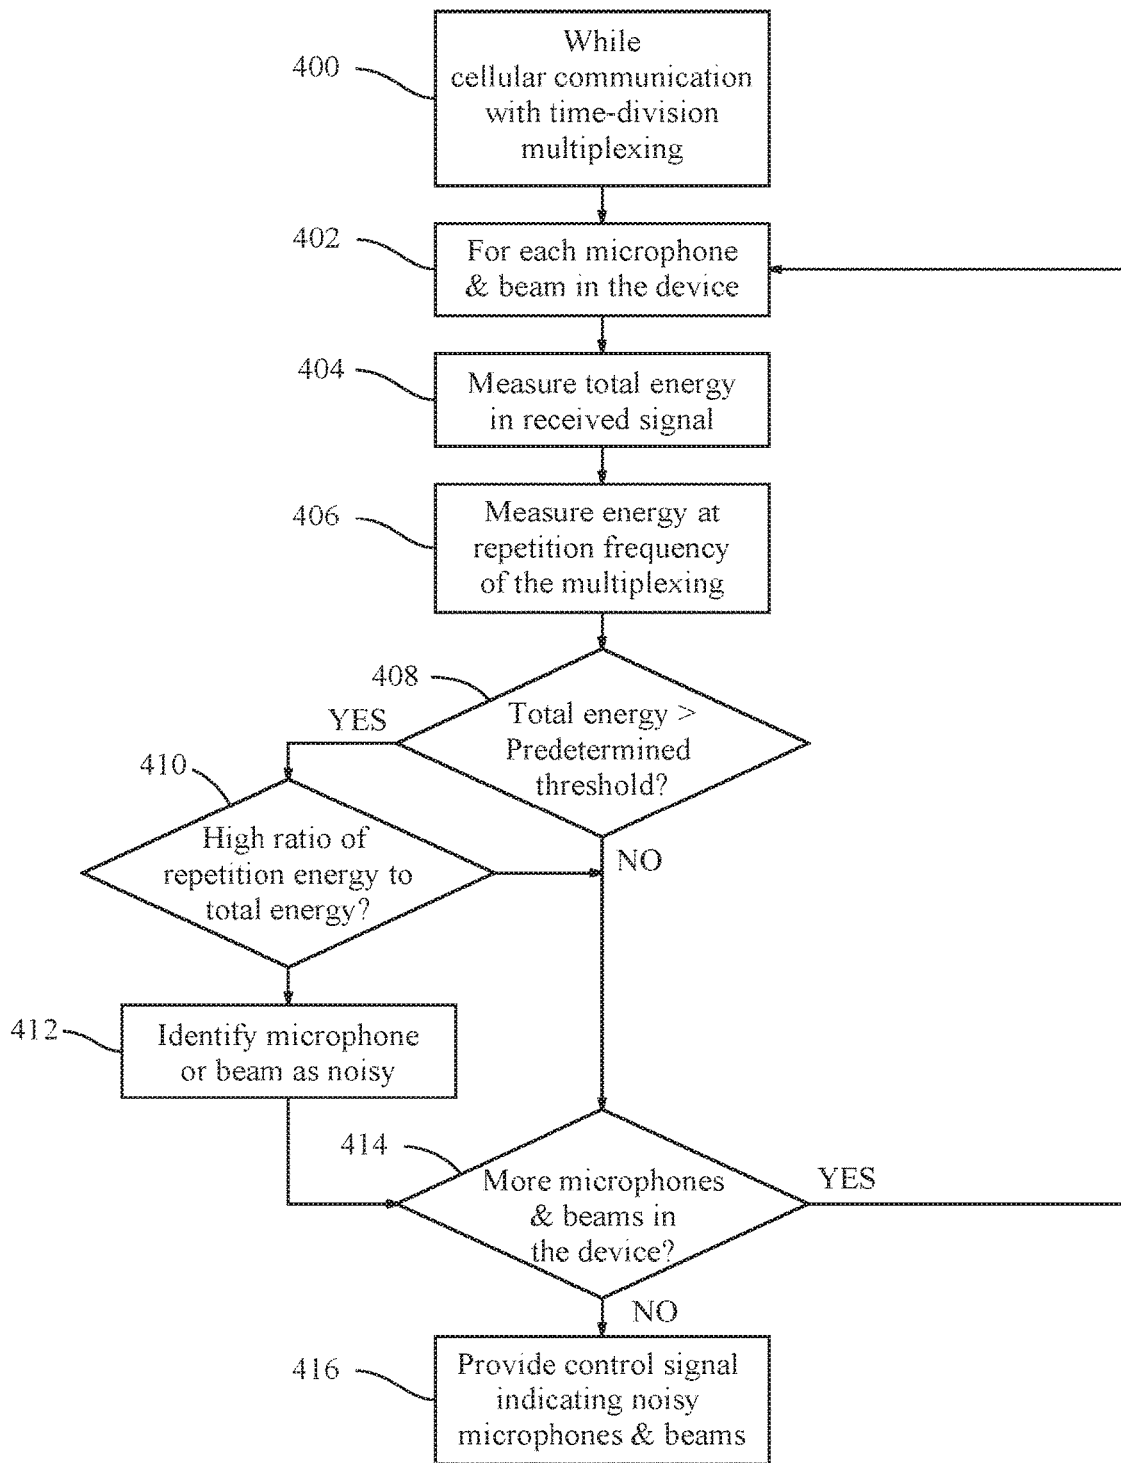 400
While
cellular communication
with time-division
multiplexing
402
For each microphone
& beam in the device
404
Measure total energy
in received signal
406
Measure energy at
repetition frequency
of the multiplexing
408
YES
Total energy >
Predetermined
threshold?
410
High ratio of
repetition energy to
total energy?
NO
412
Identify microphone
or beam as noisy
414
More microphones
& beams in
the device?
YES
NO
416
Provide control signal
indicating noisy
microphones & beams